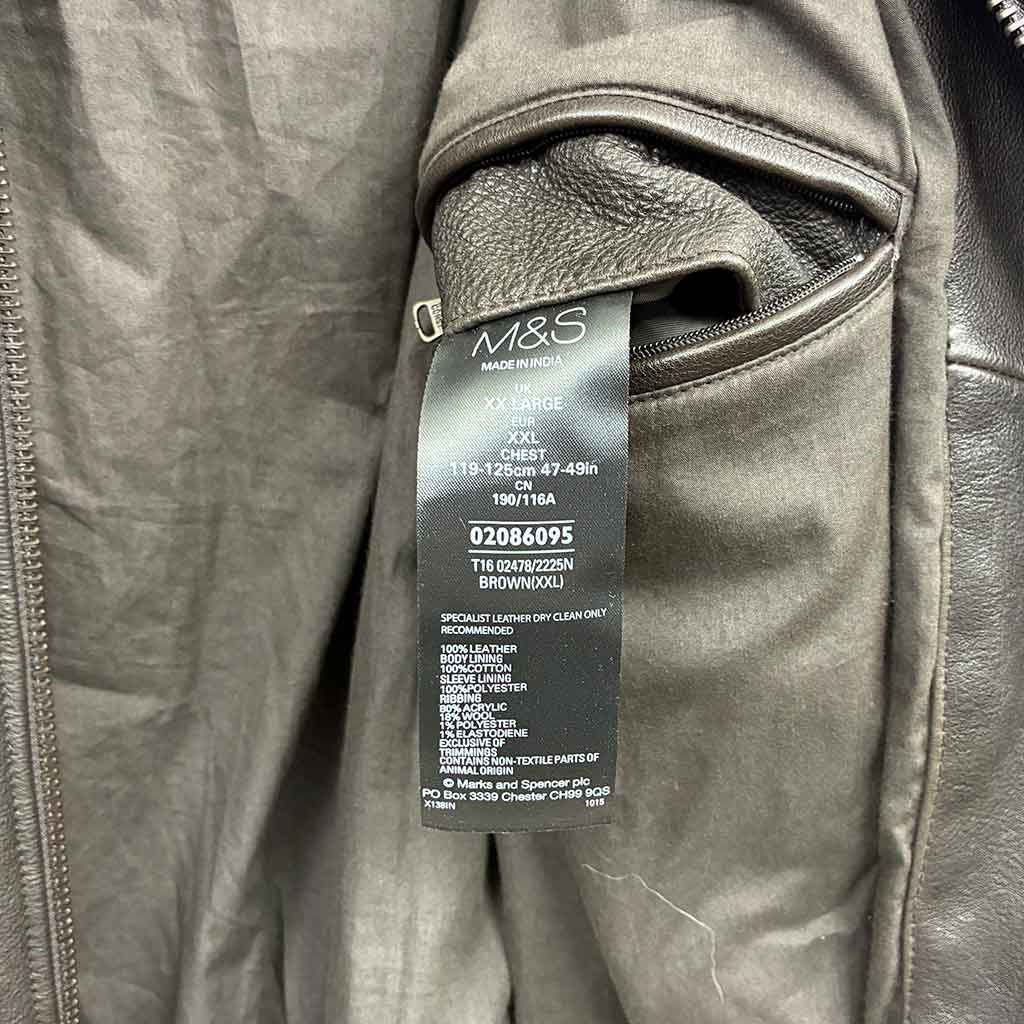 M&S
MADE IN INDIA
UK
XX LARGE
EUR
XXL
CHEST
119-125cm 47-49in
CN
190/116A
02086095
T16 02478/2225N
BROWN(XXL)
SPECIALIST LEATHER DRY CLEAN ONLY
RECOMMENDED
100% LEATHER
BODY LINING
100%COTTON
SLEEVE LINING
100%POLYESTER
RIBBING
80% ACRYLIC
18% WOOL
1% POLYESTER
1% ELASTODIENE
EXCLUSIVE OF
TRIMMINGS
CONTAINS NON-TEXTILE PARTS OF
ANIMAL ORIGIN
© Marks and Spencer plc
PO Box 3339 Chester CH99 9QS
X138IN 1015